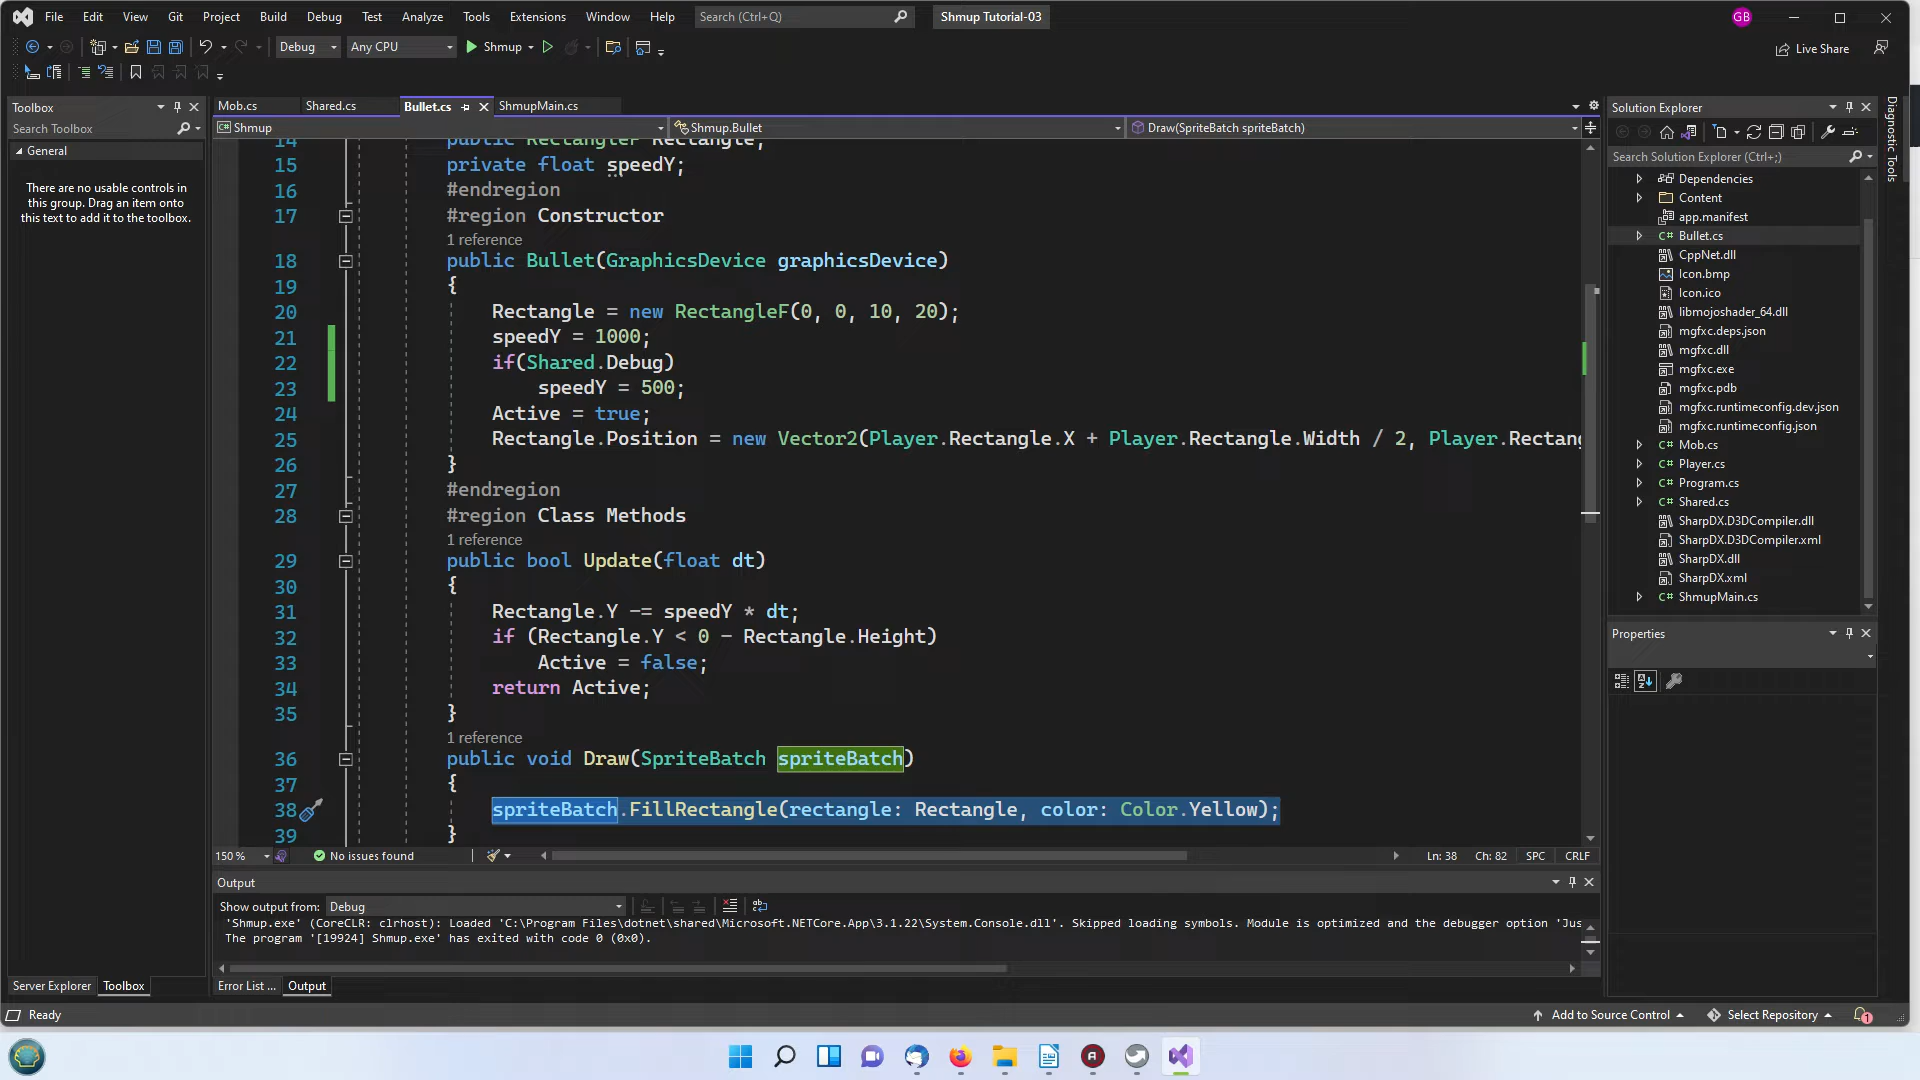 File Edit View Git Project Build Debug Test Analyze Tools Extensions Window Help Search (Ctrl+Q) Shmup Tutorial-03 GB
Debug Any CPU Shmup Live Share
Toolbox
Search Toolbox
General
There are no usable controls in
this group. Drag an item onto
this text to add it to the toolbox.
Server Explorer Toolbox
Mob.cs Shared.cs Bullet.cs ShmupMain.cs
Shmup Shmup.Bullet Draw(SpriteBatch spriteBatch)
14 public RectangleF Rectangle;
15 private float speedY;
16 #endregion
17 #region Constructor
1 reference
18 public Bullet(GraphicsDevice graphicsDevice)
19 {
20 Rectangle = new RectangleF(0, 0, 10, 20);
21 speedY = 1000;
22 if(Shared.Debug)
23 speedY = 500;
24 Active = true;
25 Rectangle.Position = new Vector2(Player.Rectangle.X + Player.Rectangle.Width / 2, Player.Rectang
26 }
27 #endregion
28 #region Class Methods
1 reference
29 public bool Update(float dt)
30 {
31 Rectangle.Y -= speedY * dt;
32 if (Rectangle.Y < 0 - Rectangle.Height)
33 Active = false;
34 return Active;
35 }
1 reference
36 public void Draw(SpriteBatch spriteBatch)
37 {
38 spriteBatch.FillRectangle(rectangle: Rectangle, color: Color.Yellow);
39 }
150 % No issues found Ln: 38 Ch: 82 SPC CRLF
Output
Show output from: Debug
'Shmup.exe' (CoreCLR: clrhost): Loaded 'C:\Program Files\dotnet\shared\Microsoft.NETCore.App\3.1.22\System.Console.dll'. Skipped loading symbols. Module is optimized and the debugger option 'Jus
The program '[19924] Shmup.exe' has exited with code 0 (0x0).
Error List ... Output
Solution Explorer
Search Solution Explorer (Ctrl+;)
Dependencies
Content
app.manifest
C# Bullet.cs
CppNet.dll
Icon.bmp
Icon.ico
libmojoshader_64.dll
mgfxc.deps.json
mgfxc.dll
mgfxc.exe
mgfxc.pdb
mgfxc.runtimeconfig.dev.json
mgfxc.runtimeconfig.json
C# Mob.cs
C# Player.cs
C# Program.cs
C# Shared.cs
SharpDX.D3DCompiler.dll
SharpDX.D3DCompiler.xml
SharpDX.dll
SharpDX.xml
C# ShmupMain.cs
Properties
Diagnostic Tools
Ready Add to Source Control Select Repository 1